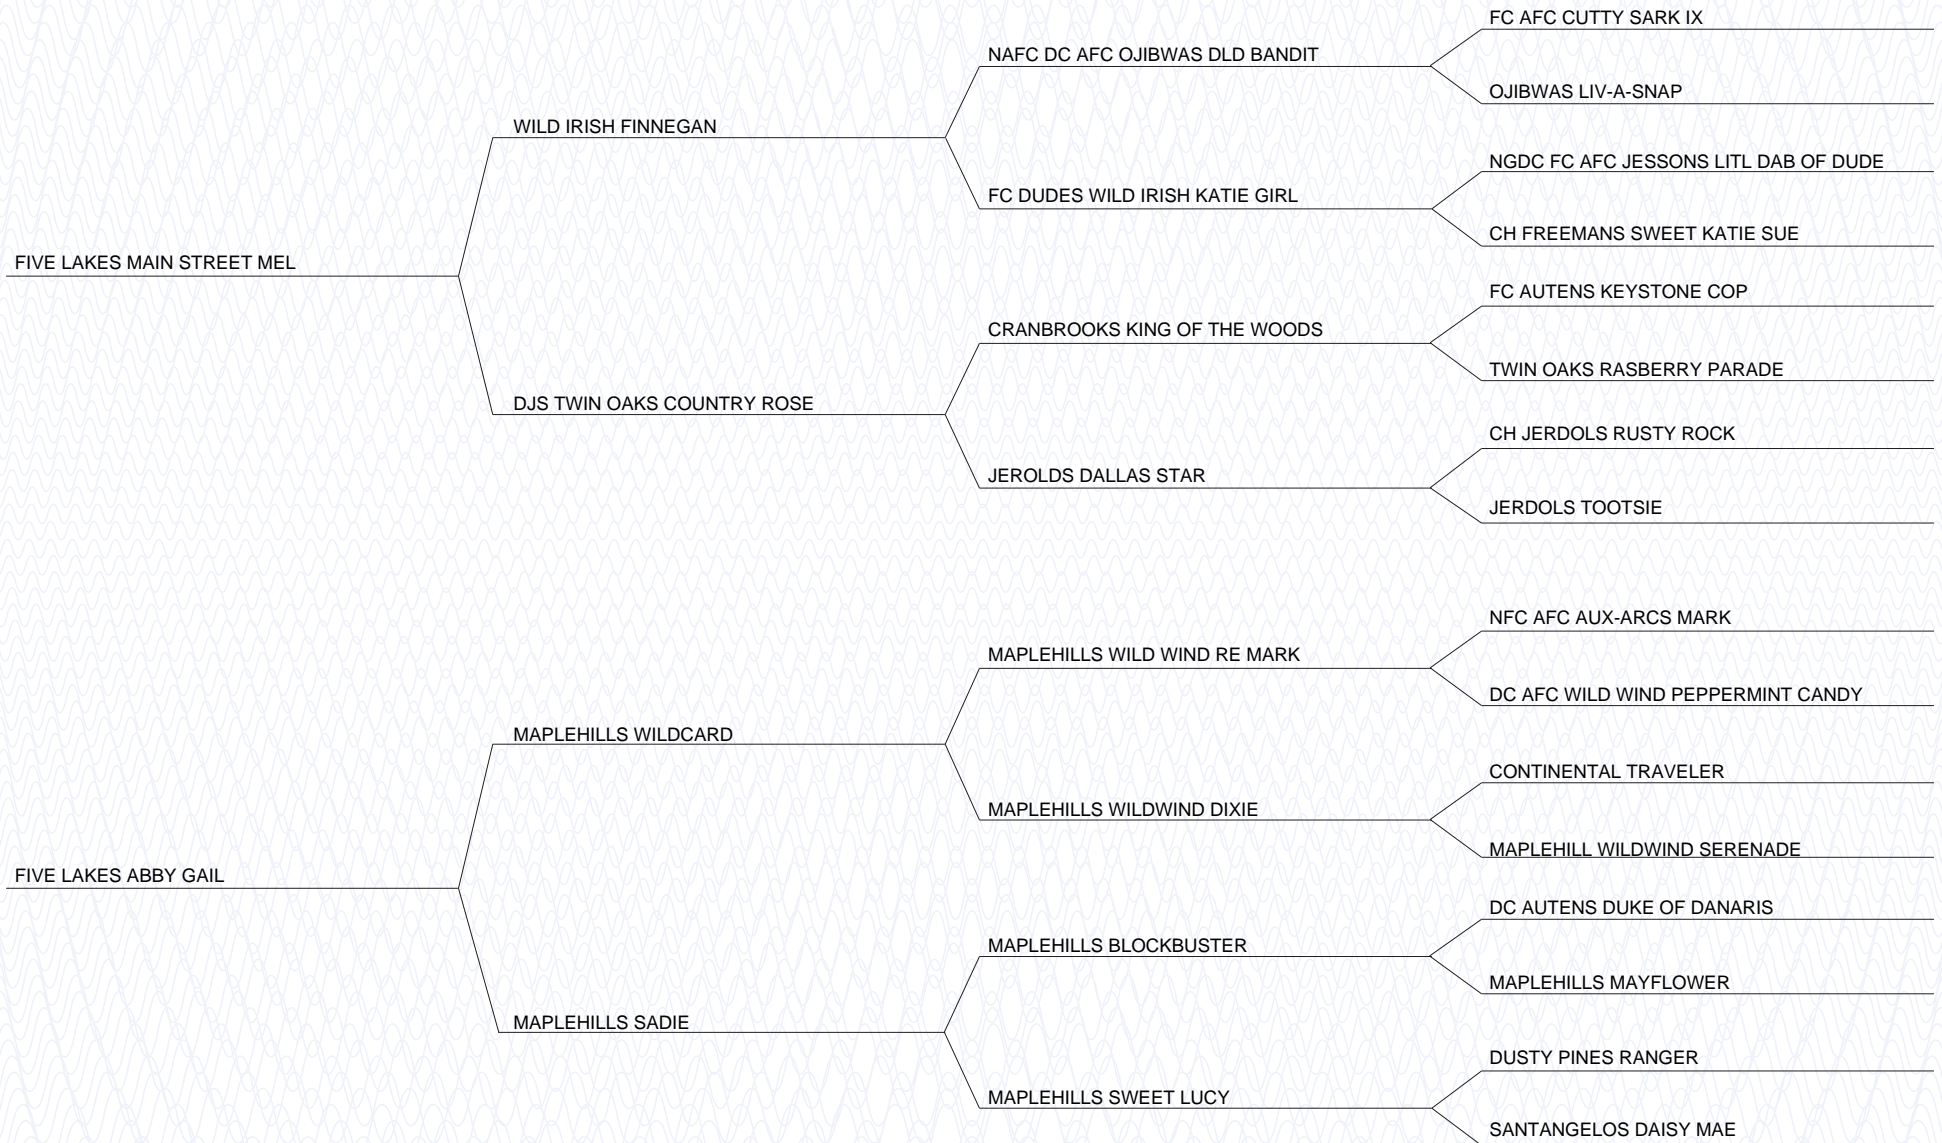 FC AFC CUTTY SARK IX
NAFC DC AFC OJIBWAS DLD BANDIT
OJIBWAS LIV-A-SNAP
WILD IRISH FINNEGAN
NGDC FC AFC JESSONS LITL DAB OF DUDE
FC DUDES WILD IRISH KATIE GIRL
CH FREEMANS SWEET KATIE SUE
FIVE LAKES MAIN STREET MEL
FC AUTENS KEYSTONE COP
CRANBROOKS KING OF THE WOODS
TWIN OAKS RASBERRY PARADE
DJS TWIN OAKS COUNTRY ROSE
CH JERDOLS RUSTY ROCK
JEROLDS DALLAS STAR
JERDOLS TOOTSIE
NFC AFC AUX-ARCS MARK
MAPLEHILLS WILD WIND RE MARK
DC AFC WILD WIND PEPPERMINT CANDY
MAPLEHILLS WILDCARD
CONTINENTAL TRAVELER
MAPLEHILLS WILDWIND DIXIE
MAPLEHILL WILDWIND SERENADE
FIVE LAKES ABBY GAIL
DC AUTENS DUKE OF DANARIS
MAPLEHILLS BLOCKBUSTER
MAPLEHILLS MAYFLOWER
MAPLEHILLS SADIE
DUSTY PINES RANGER
MAPLEHILLS SWEET LUCY
SANTANGELOS DAISY MAE